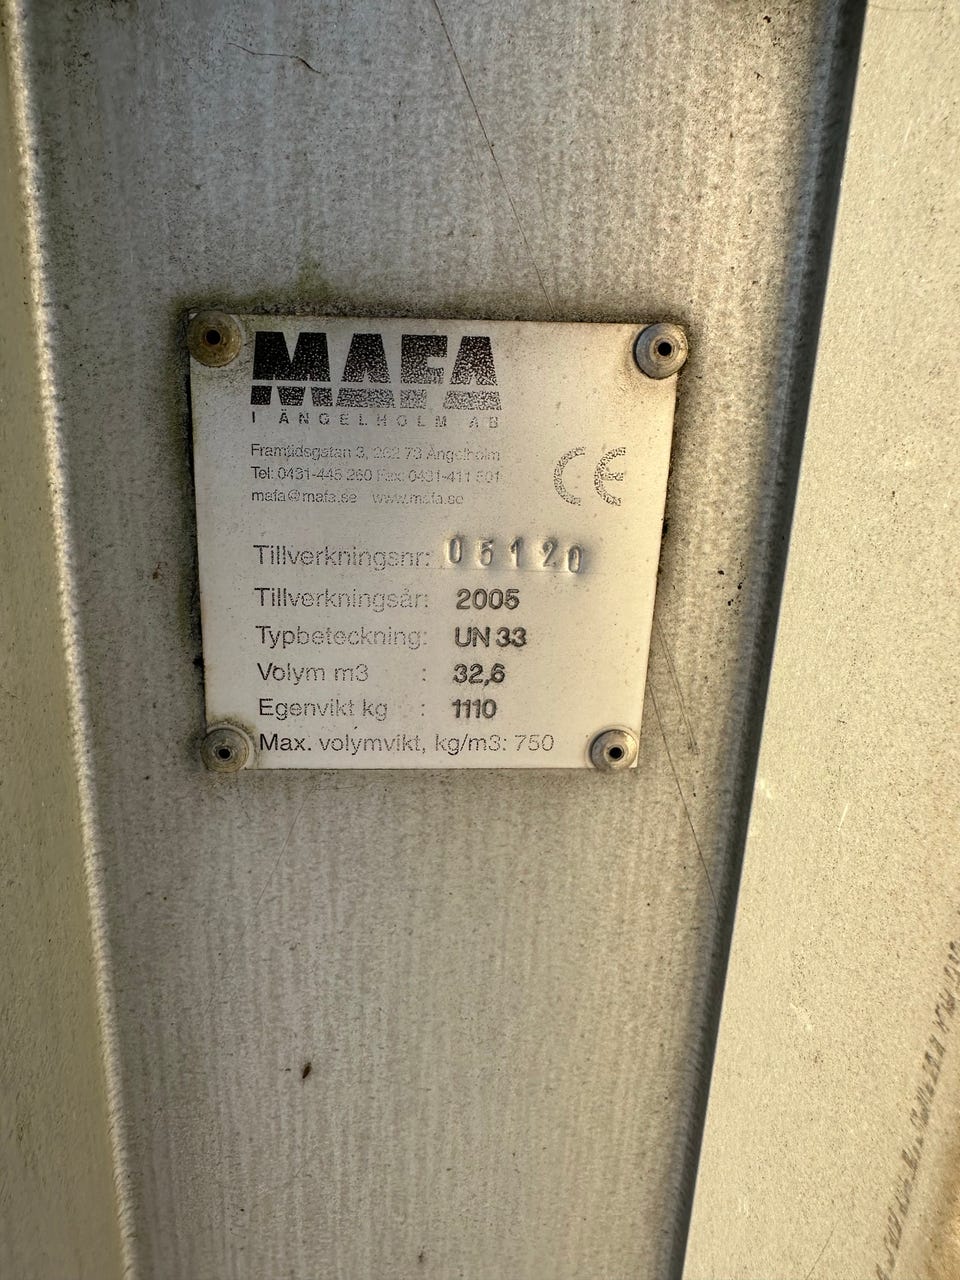 MAFA
I ÄNGELHOLM AB
Framtidsgatan 3, 262 73 Ängelholm
Tel: 0431-445 260 Fax: 0431-411 501
mafa@mafa.se www.mafa.se
CE
Tillverkningsnr: 05120
Tillverkningsår: 2005
Typbeteckning: UN 33
Volym m3 : 32,6
Egenvikt kg : 1110
Max. volymvikt, kg/m3: 750